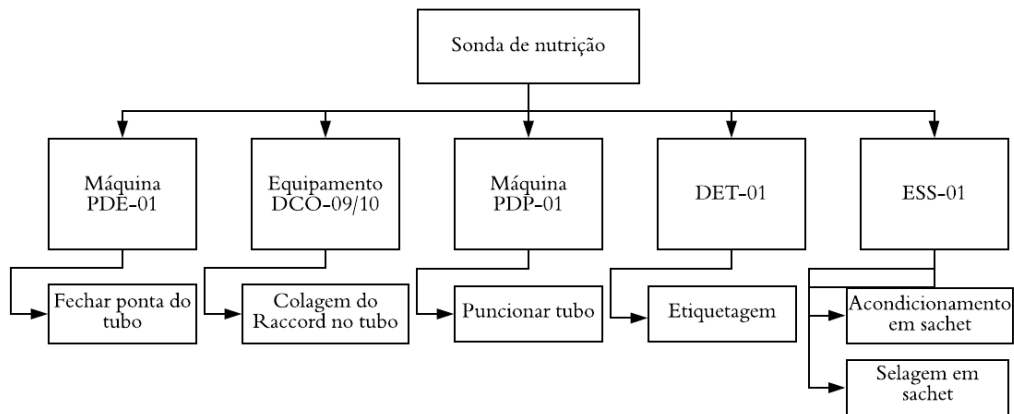 Sonda de nutrição
Máquina
PDE-01
Equipamento
DCO-09/10
Máquina
PDP-01
DET-01
ESS-01
Fechar ponta do
tubo
Colagem do
Raccord no tubo
Puncionar tubo
Etiquetagem
Acondicionamento
em sachet
Selagem em
sachet